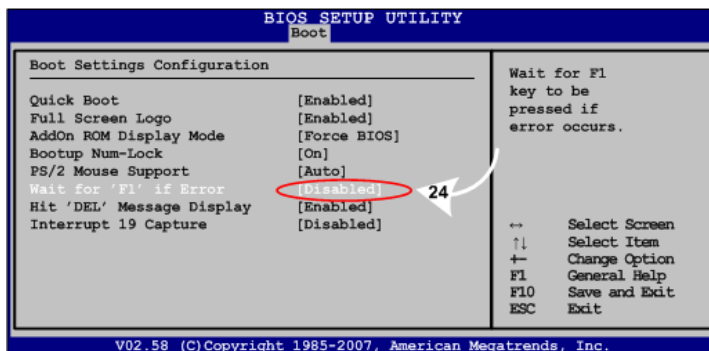 BIOS SETUP UTILITY
Boot
Boot Settings Configuration
Quick Boot [Enabled]
Full Screen Logo [Enabled]
AddOn ROM Display Mode [Force BIOS]
Bootup Num-Lock [On]
PS/2 Mouse Support [Auto]
Wait for 'F1' if Error [Disabled]
Hit 'DEL' Message Display [Enabled]
Interrupt 19 Capture [Disabled]
24
Wait for F1
key to be
pressed if
error occurs.
↔ Select Screen
↑↓ Select Item
+- Change Option
F1 General Help
F10 Save and Exit
ESC Exit
V02.58 (C)Copyright 1985-2007, American Megatrends, Inc.